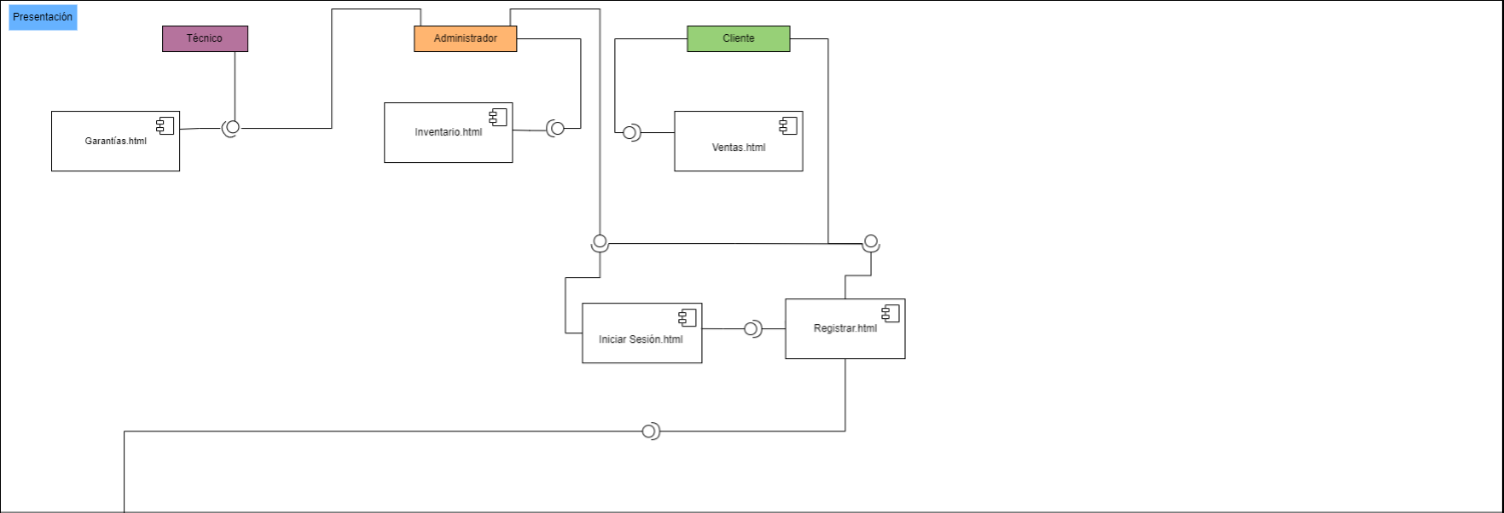 Presentación
Técnico
Administrador
Cliente
Garantías.html
Inventario.html
Ventas.html
Iniciar Sesión.html
Registrar.html